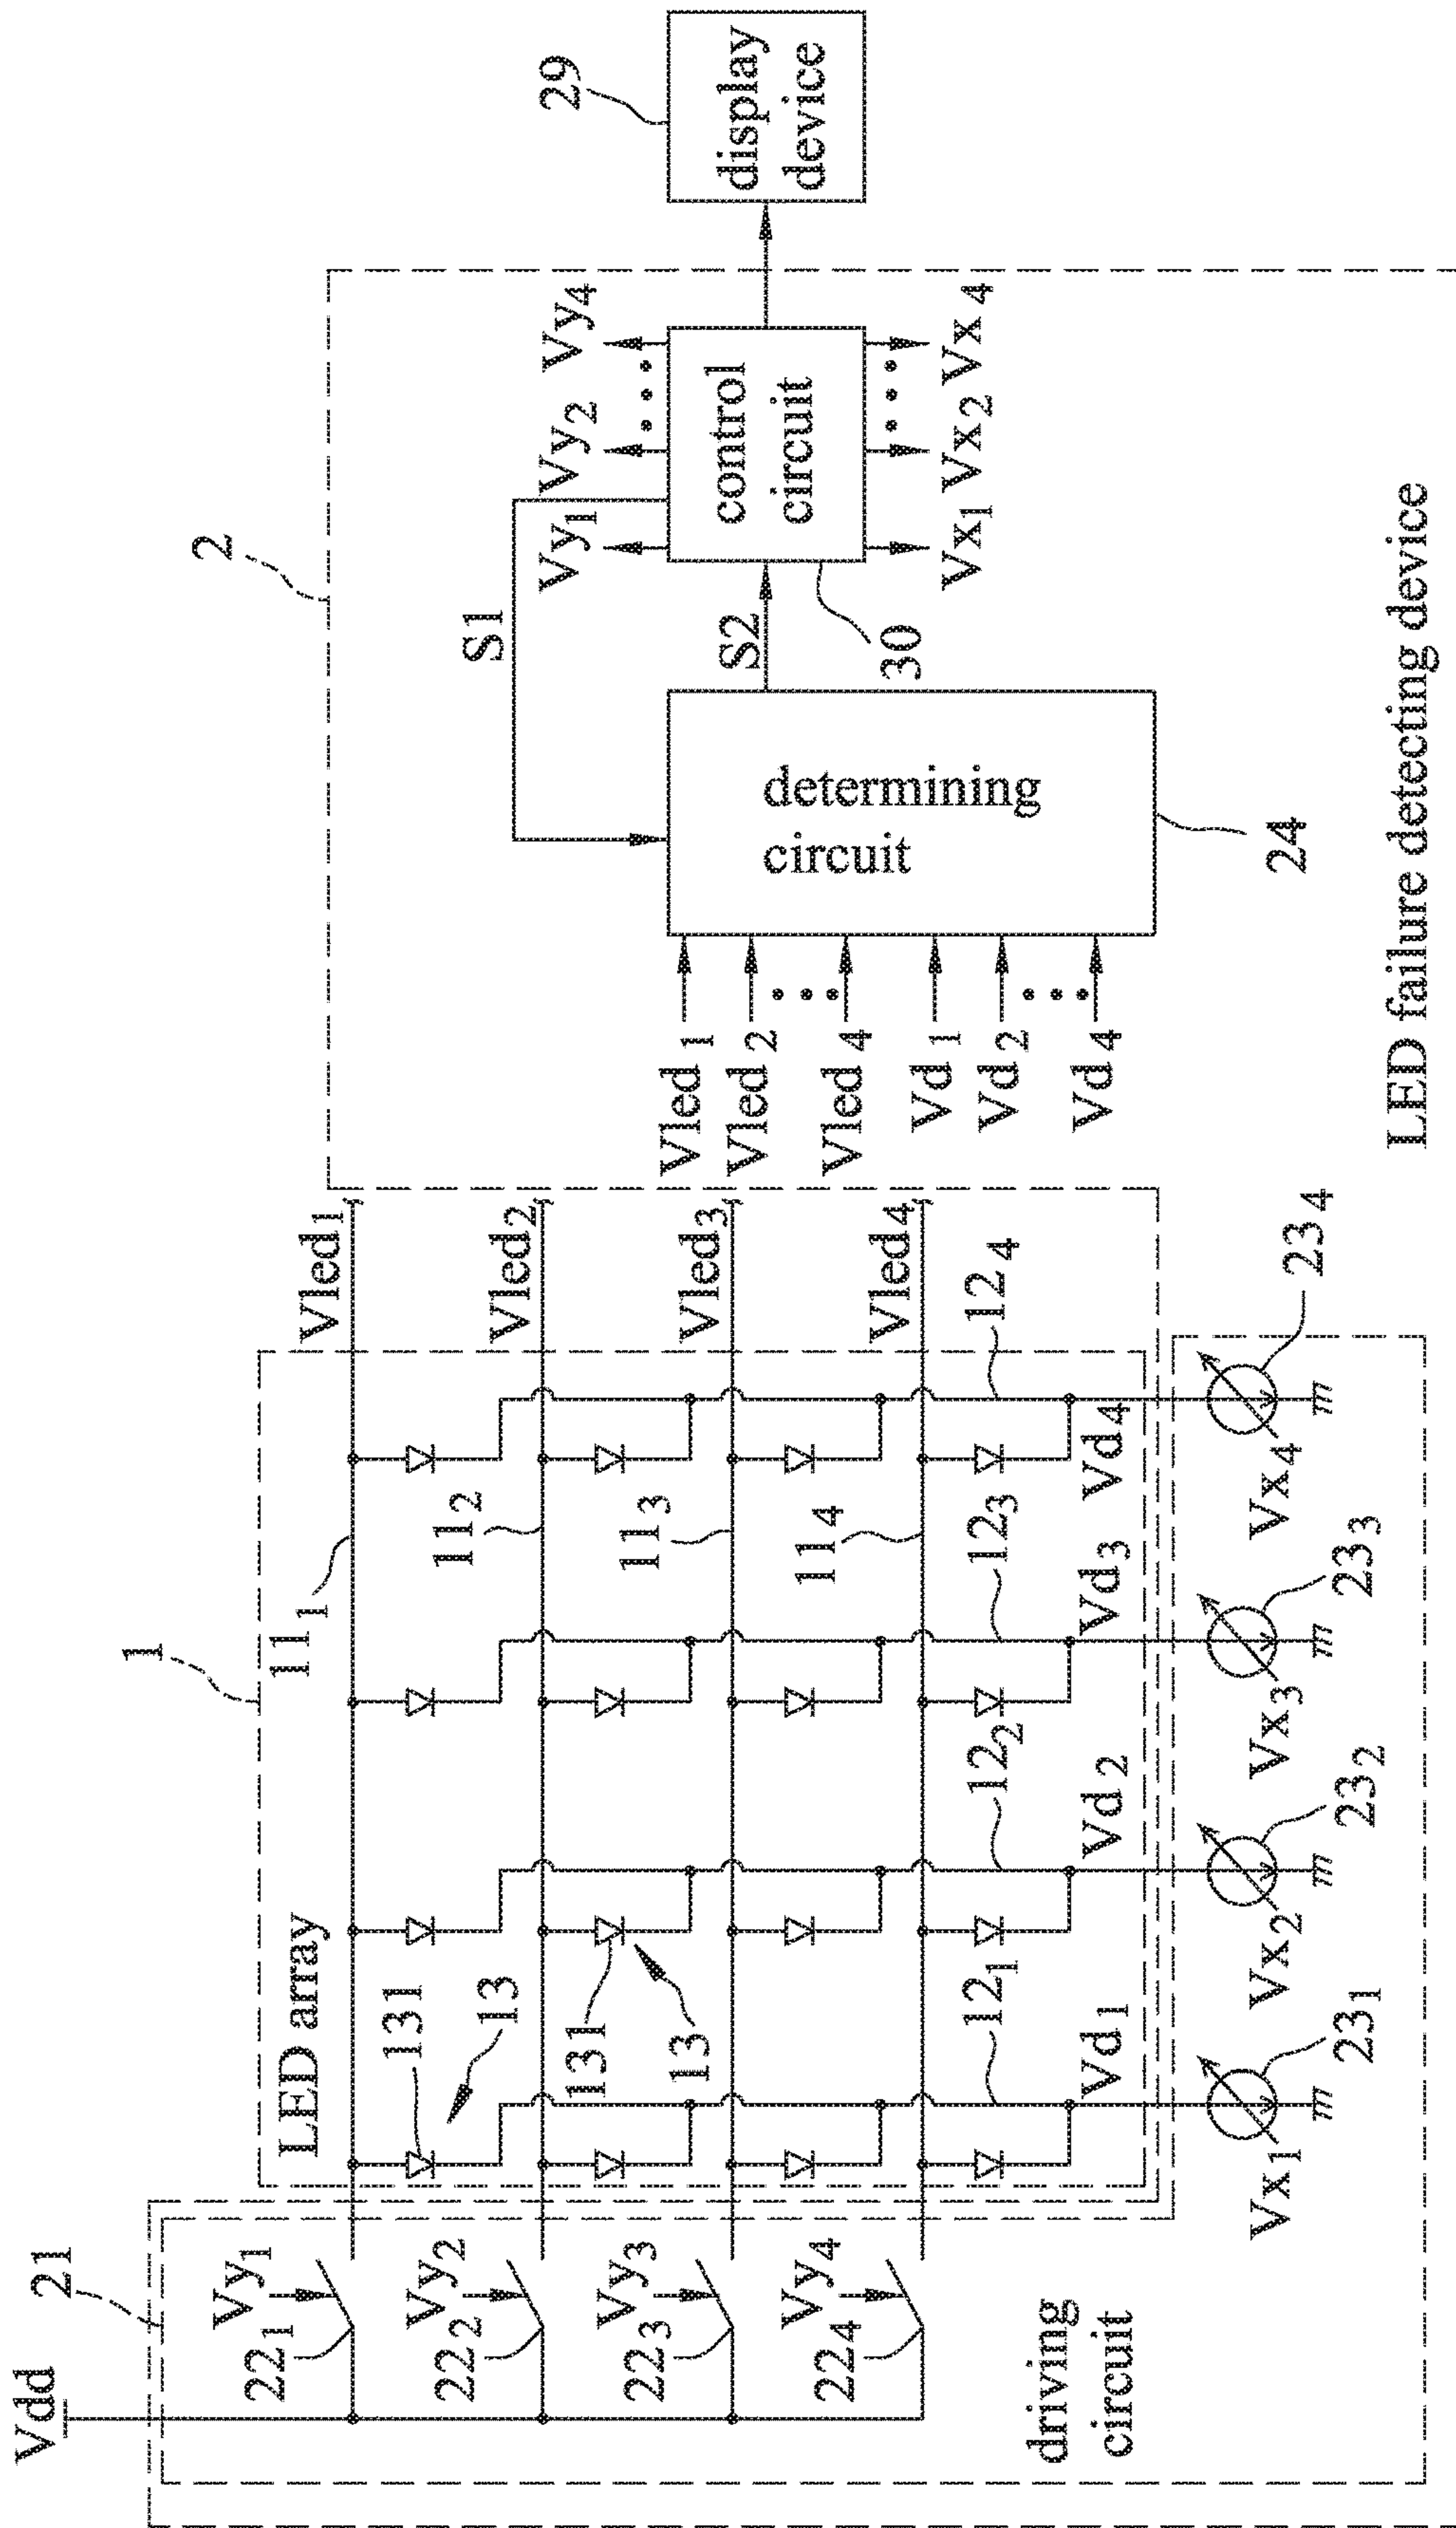 Vdd
21
Vy1
Vy2
Vy3
Vy4
221
222
223
224
driving
circuit
1
LED array
131
13
131
13
111
112
113
114
121
122
123
124
Vd1
Vd2
Vd3
Vd4
Vled1
Vled2
Vled3
Vled4
Vx1
Vx2
Vx3
Vx4
231
232
233
234
2
Vled1
Vled2
Vled4
Vd1
Vd2
Vd4
determining
circuit
24
S1
S2
30
control
circuit
Vy1
Vy2
Vy4
Vx1
Vx2
Vx4
29
display
device
LED failure detecting device